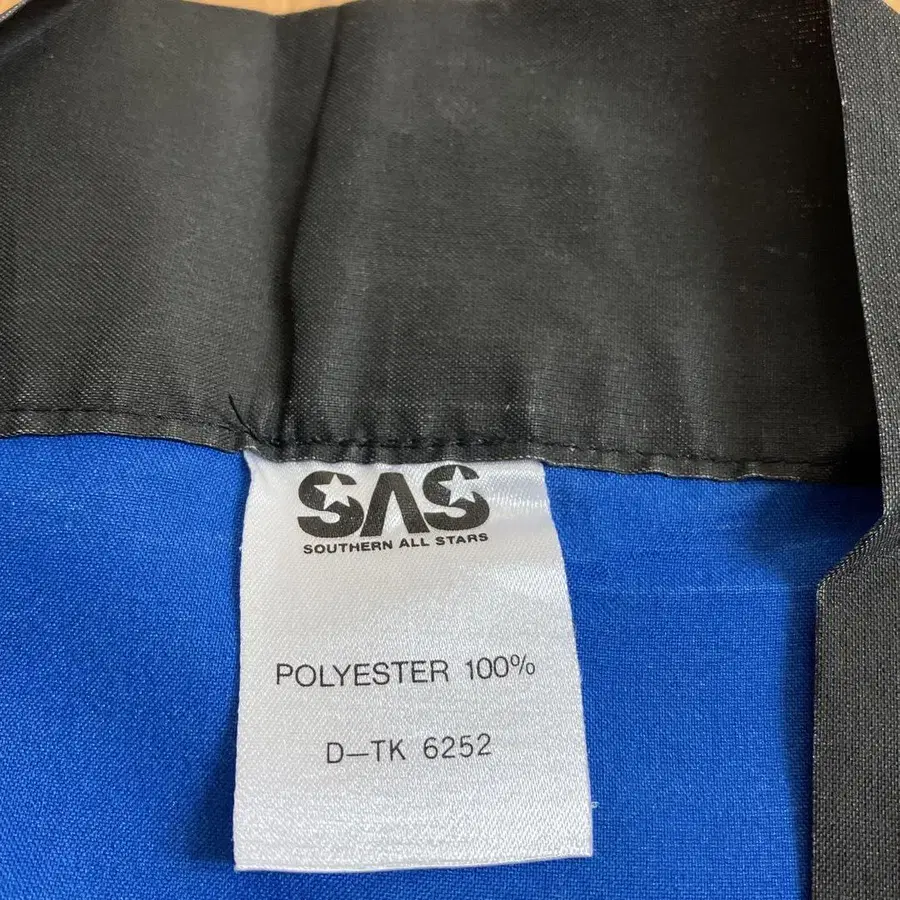 SAS
SOUTHERN ALL STARS
POLYESTER 100%
D—TK 6252